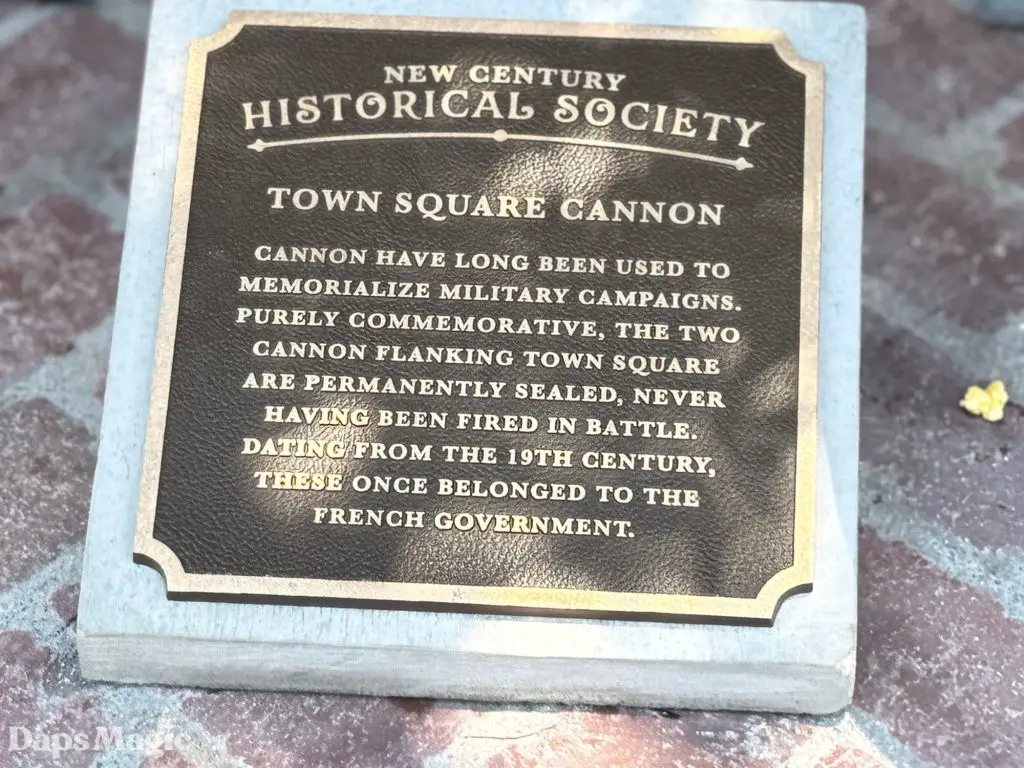 NEW CENTURY
HISTORICAL SOCIETY
TOWN SQUARE CANNON
CANNON HAVE LONG BEEN USED TO
MEMORIALIZE MILITARY CAMPAIGNS.
PURELY COMMEMORATIVE, THE TWO
CANNON FLANKING TOWN SQUARE
ARE PERMANENTLY SEALED, NEVER
HAVING BEEN FIRED IN BATTLE.
DATING FROM THE 19TH CENTURY,
THESE ONCE BELONGED TO THE
FRENCH GOVERNMENT.
DapsMagic